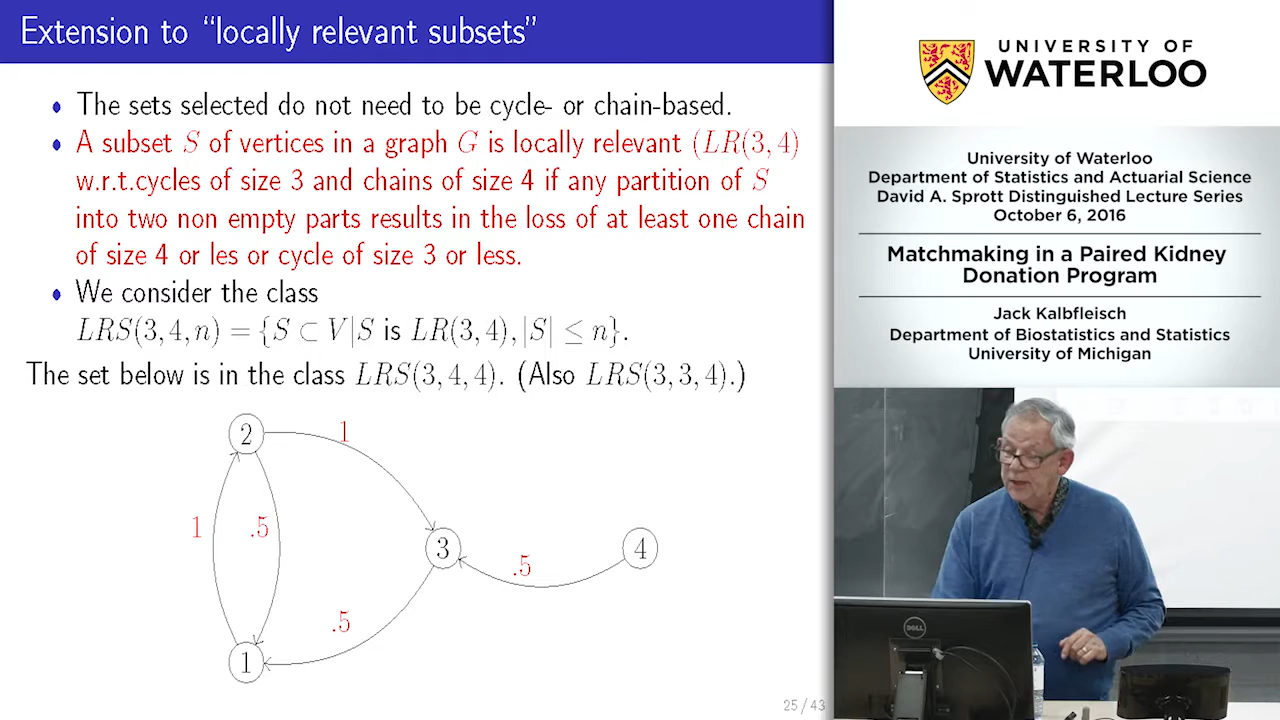 Extension to “locally relevant subsets”
• The sets selected do not need to be cycle- or chain-based.
• A subset S of vertices in a graph G is locally relevant (LR(3, 4)
w.r.t.cycles of size 3 and chains of size 4 if any partition of S
into two non empty parts results in the loss of at least one chain
of size 4 or les or cycle of size 3 or less.
• We consider the class
LRS(3, 4, n) = {S ⊂ V|S is LR(3, 4), |S| ≤ n}.
The set below is in the class LRS(3, 4, 4). (Also LRS(3, 3, 4).)
2
1
1
.5
3
4
.5
.5
1
25 / 43
UNIVERSITY OF
WATERLOO
University of Waterloo
Department of Statistics and Actuarial Science
David A. Sprott Distinguished Lecture Series
October 6, 2016
Matchmaking in a Paired Kidney
Donation Program
Jack Kalbfleisch
Department of Biostatistics and Statistics
University of Michigan
DELL